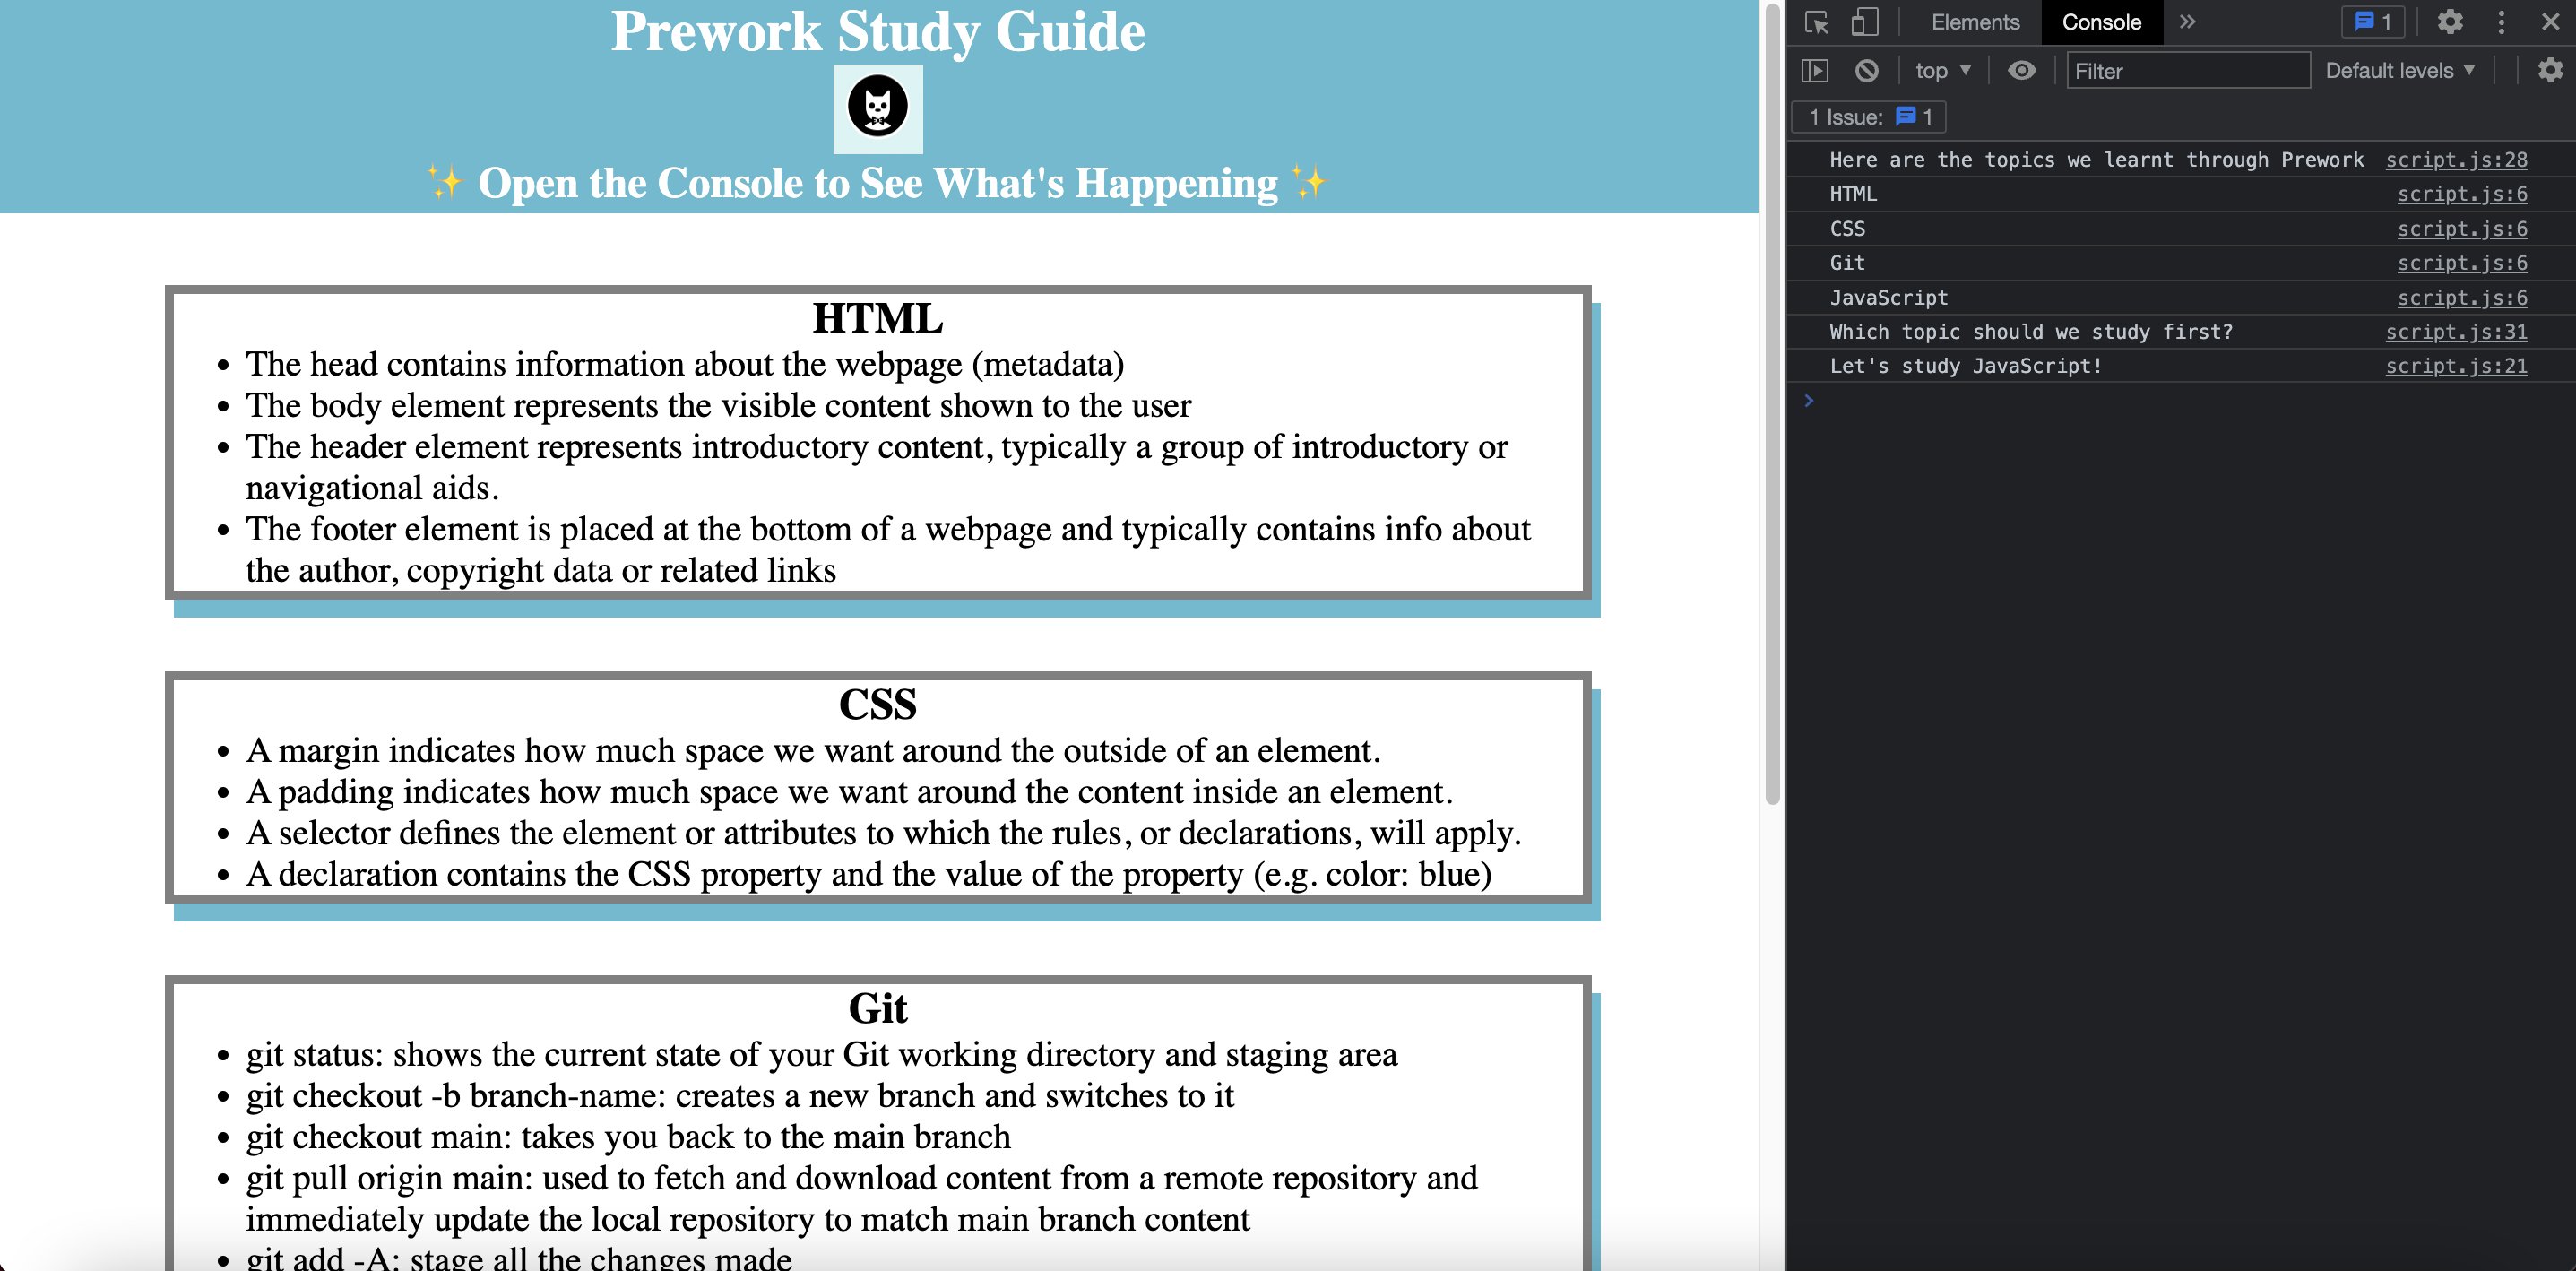 Prework Study Guide
✨ Open the Console to See What's Happening ✨
HTML
• The head contains information about the webpage (metadata)
• The body element represents the visible content shown to the user
• The header element represents introductory content, typically a group of introductory or
navigational aids.
• The footer element is placed at the bottom of a webpage and typically contains info about
the author, copyright data or related links
CSS
• A margin indicates how much space we want around the outside of an element.
• A padding indicates how much space we want around the content inside an element.
• A selector defines the element or attributes to which the rules, or declarations, will apply.
• A declaration contains the CSS property and the value of the property (e.g. color: blue)
Git
• git status: shows the current state of your Git working directory and staging area
• git checkout -b branch-name: creates a new branch and switches to it
• git checkout main: takes you back to the main branch
• git pull origin main: used to fetch and download content from a remote repository and
immediately update the local repository to match main branch content
• git add -A: stage all the changes made
Elements Console » 1
top Filter Default levels
1 Issue: 1
Here are the topics we learnt through Prework script.js:28
HTML script.js:6
CSS script.js:6
Git script.js:6
JavaScript script.js:6
Which topic should we study first? script.js:31
Let's study JavaScript! script.js:21
>